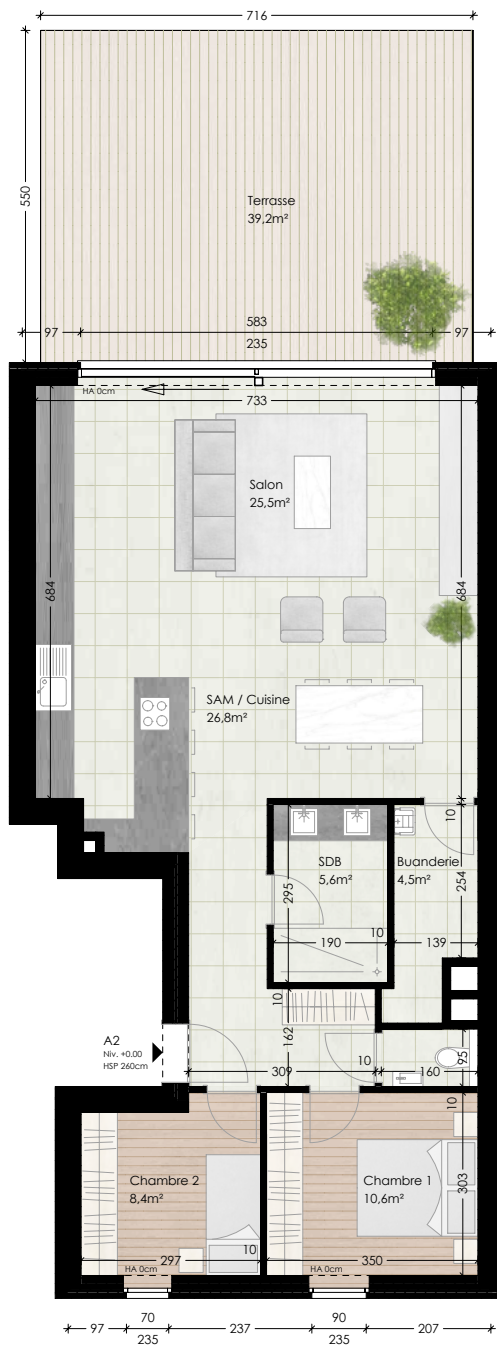 716
550
Terrasse
39,2m²
97
583
235
97
HA 0cm
733
Salon
25,5m²
684
684
SAM / Cuisine
26,8m²
10
SDB
5,6m²
Buanderie
4,5m²
295
254
190
10
139
10
162
A2
Niv. +0.00
HSP 260cm
10
95
309
160
10
Chambre 2
8,4m²
Chambre 1
10,6m²
303
10
297
350
HA 0cm
HA 0cm
97
70
235
237
90
235
207